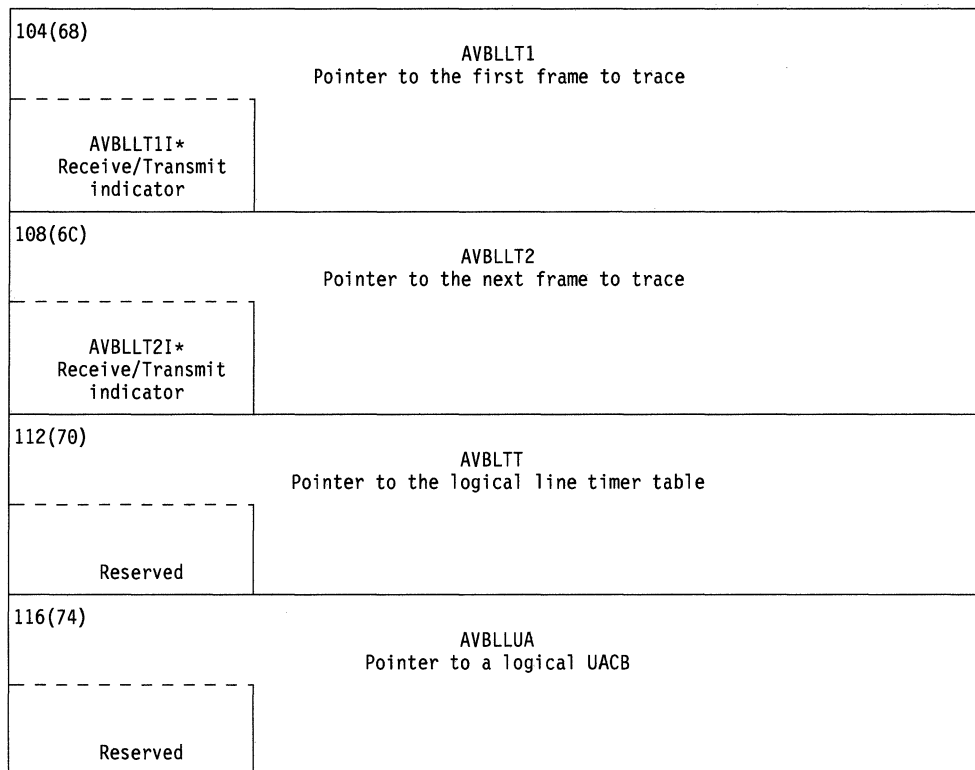 104(68)
AVBLLT1
Pointer to the first frame to trace
AVBLLT1I*
Receive/Transmit
indicator
108(6C)
AVBLLT2
Pointer to the next frame to trace
AVBLLT2I*
Receive/Transmit
indicator
112(70)
AVBLTT
Pointer to the logical line timer table
Reserved
116(74)
AVBLLUA
Pointer to a logical UACB
Reserved